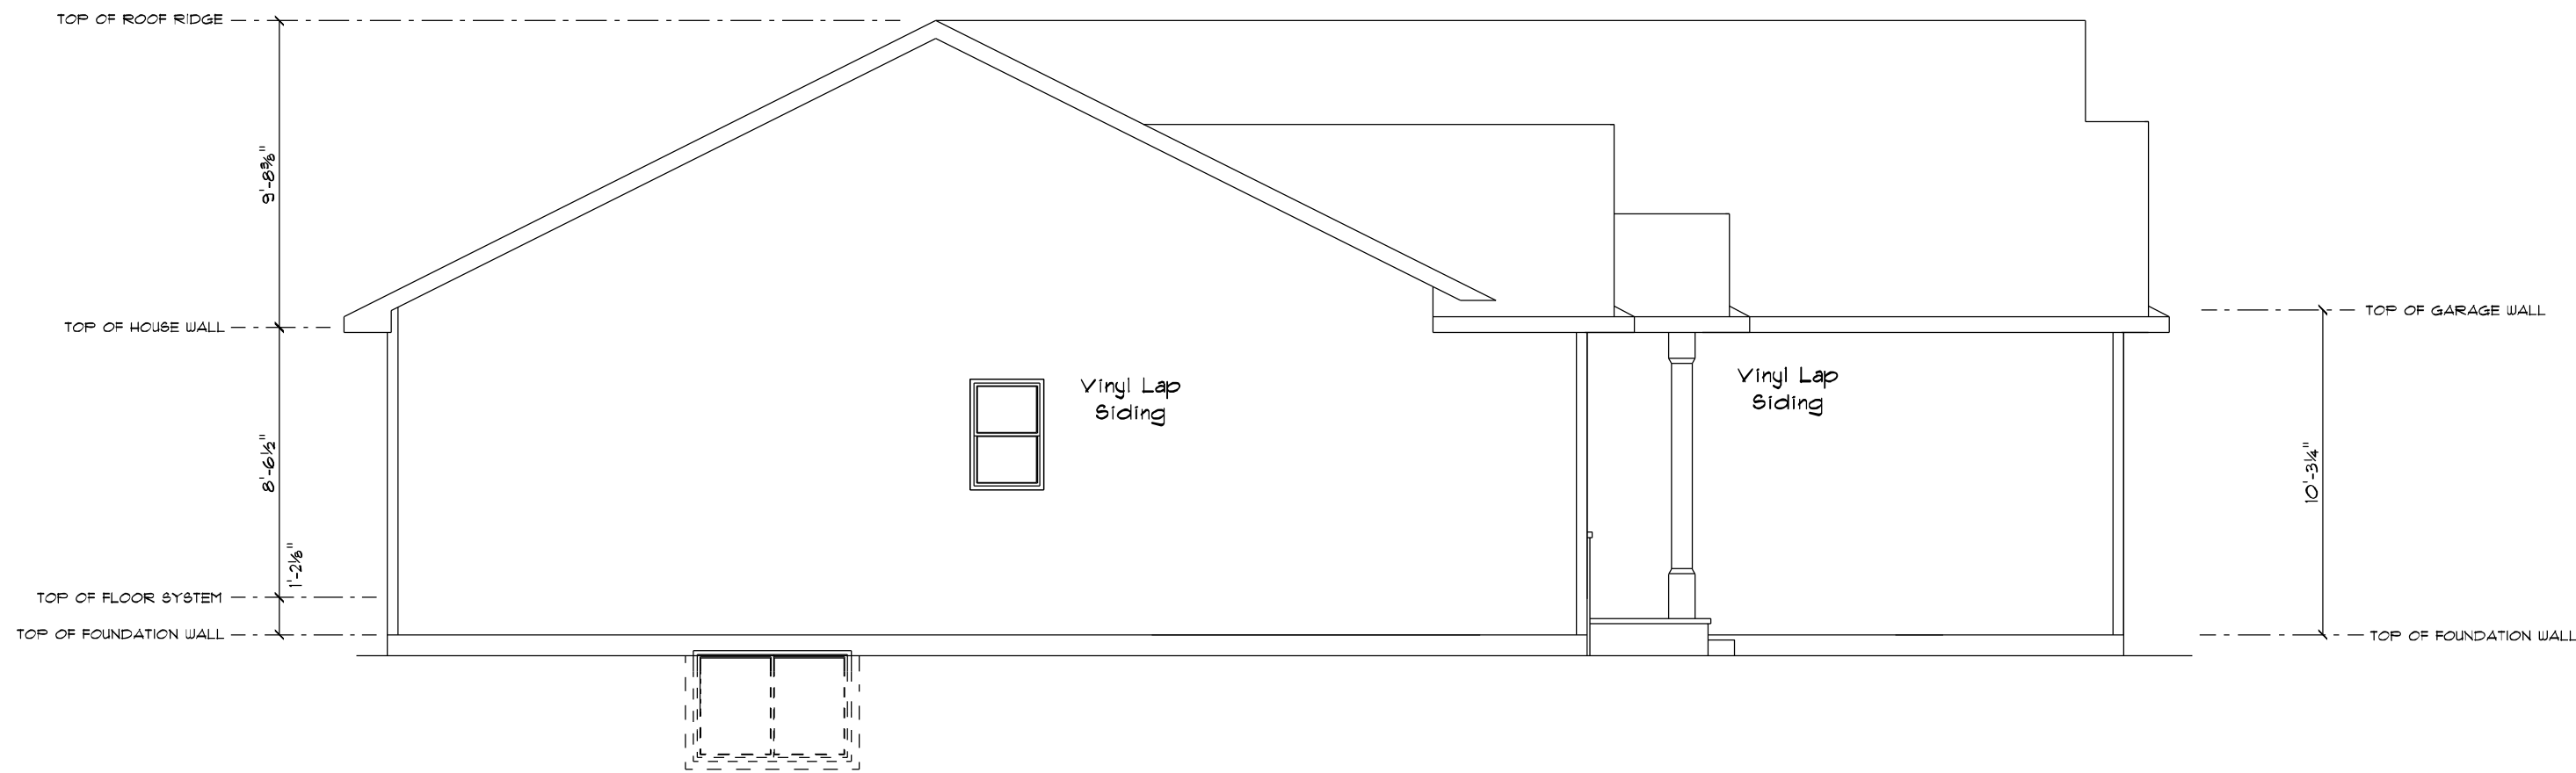 TOP OF ROOF RIDGE
9'-8⅜"
TOP OF HOUSE WALL
TOP OF GARAGE WALL
Vinyl Lap
Siding
Vinyl Lap
Siding
8'-6½"
10'-3¼"
1'-2⅛"
TOP OF FLOOR SYSTEM
TOP OF FOUNDATION WALL
TOP OF FOUNDATION WALL